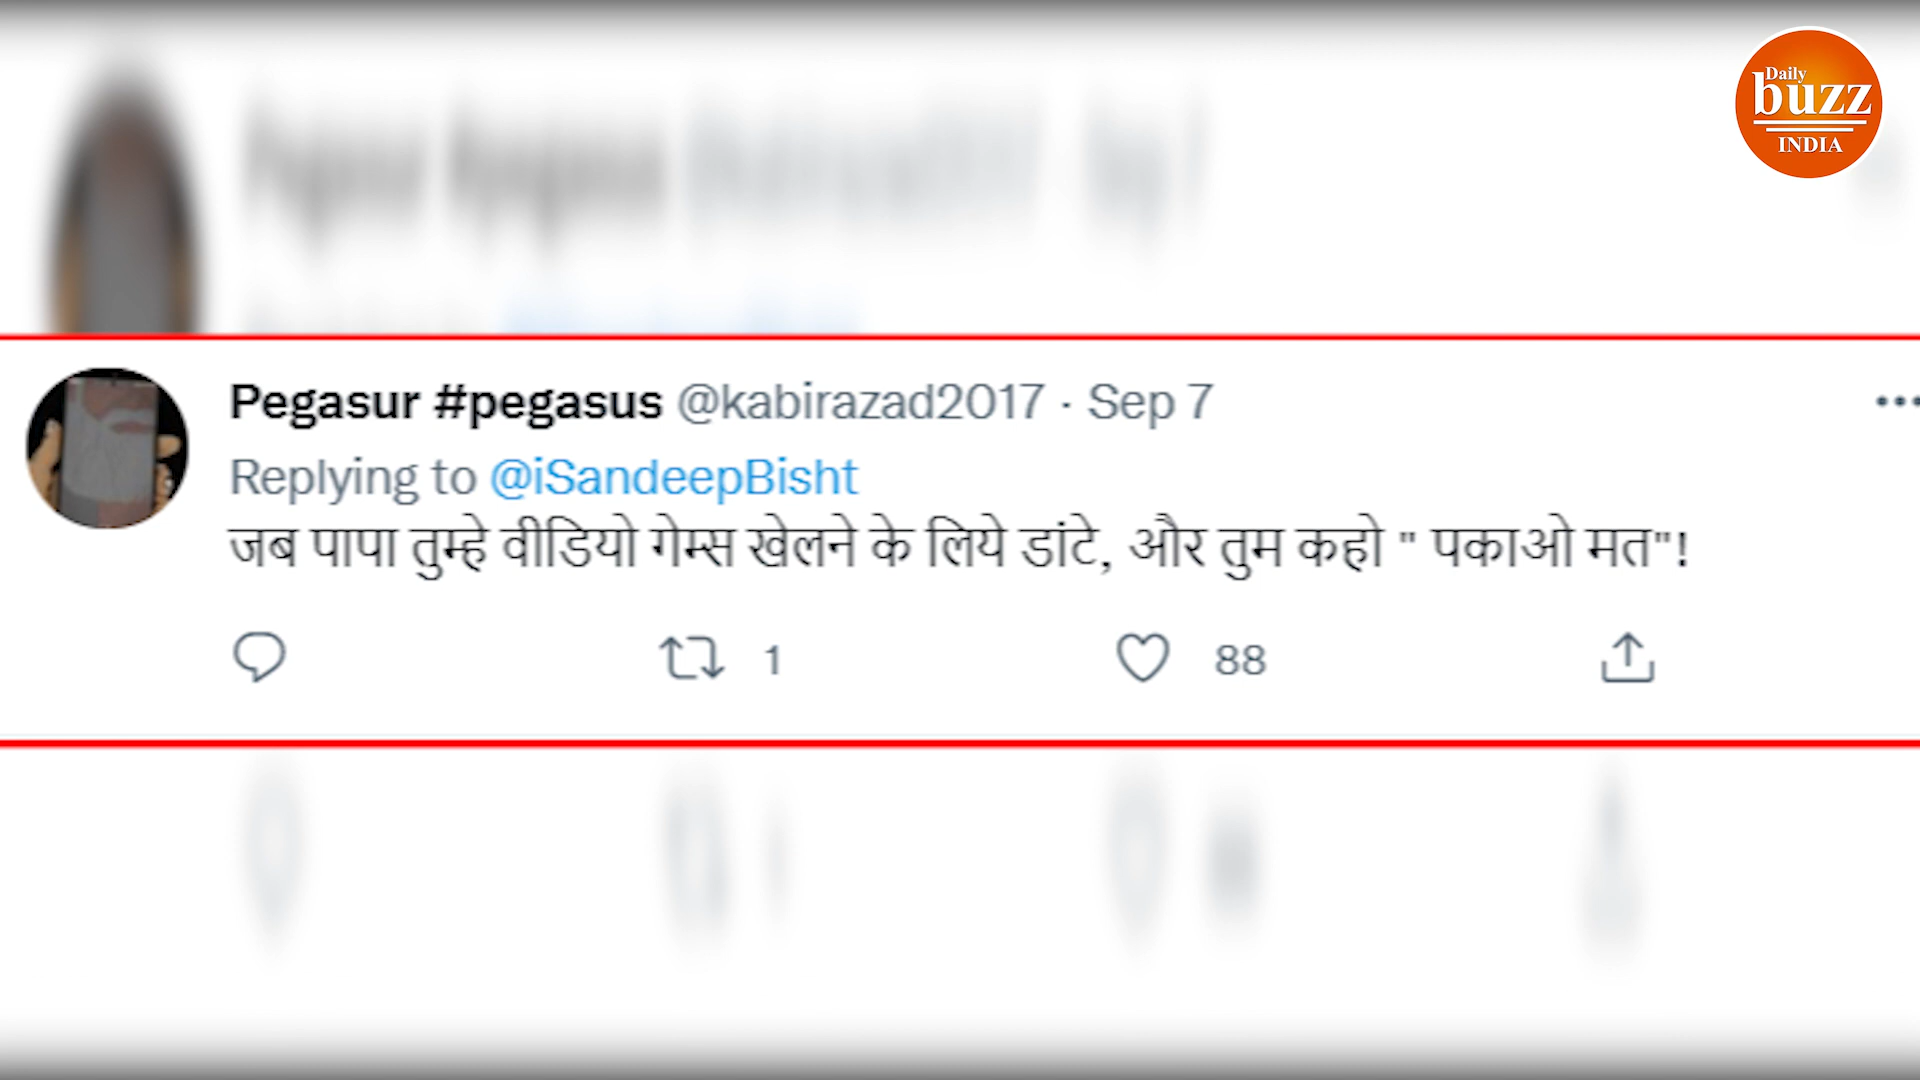 Daily
buzz
INDIA
Pegasur #pegasus @kabirazad2017 · Sep 7
Replying to @iSandeepBisht
जब पापा तुम्हे वीडियो गेम्स खेलने के लिये डांटे, और तुम कहो " पकाओ मत"!
1 88